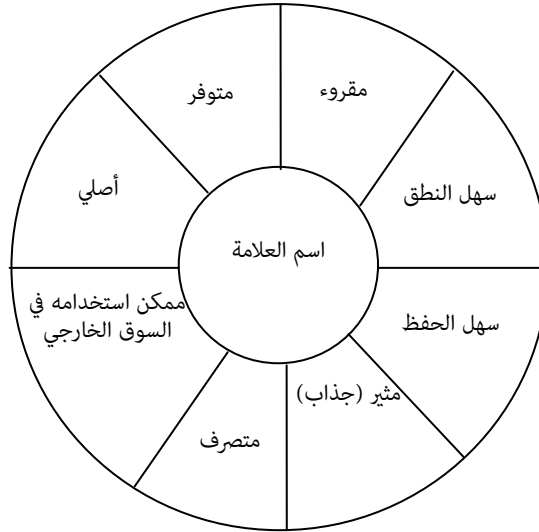 مقروء
متوفر
سهل النطق
أصلي
اسم العلامة
ممكن استخدامه في
السوق الخارجي
سهل الحفظ
مثير (جذاب)
متصرف